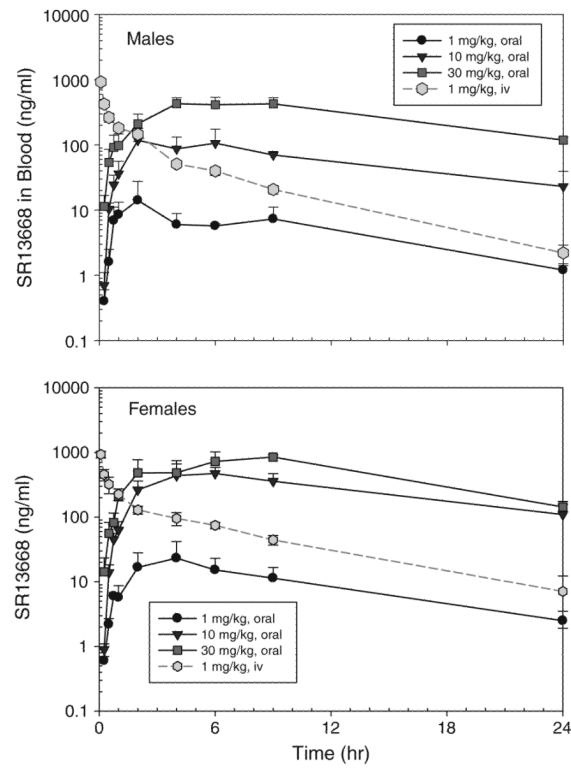 10000
Males
1 mg/kg, oral
10 mg/kg, oral
30 mg/kg, oral
1 mg/kg, iv
1000
100
10
1
0.1
SR13668 in Blood (ng/ml)
10000
Females
1000
100
10
1
0.1
SR13668 (ng/ml)
1 mg/kg, oral
10 mg/kg, oral
30 mg/kg, oral
1 mg/kg, iv
0 6 12 18 24
Time (hr)